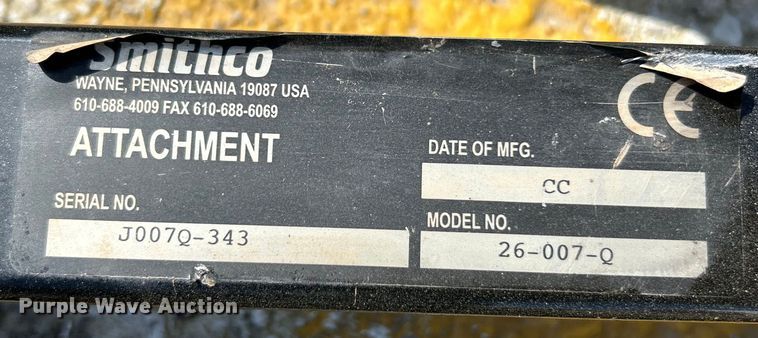 Smithco
WAYNE, PENNSYLVANIA 19087 USA
610-688-4009 FAX 610-688-6069
CE
ATTACHMENT
DATE OF MFG.
CC
SERIAL NO.
J007Q-343
MODEL NO.
26-007-Q
Purple Wave Auction